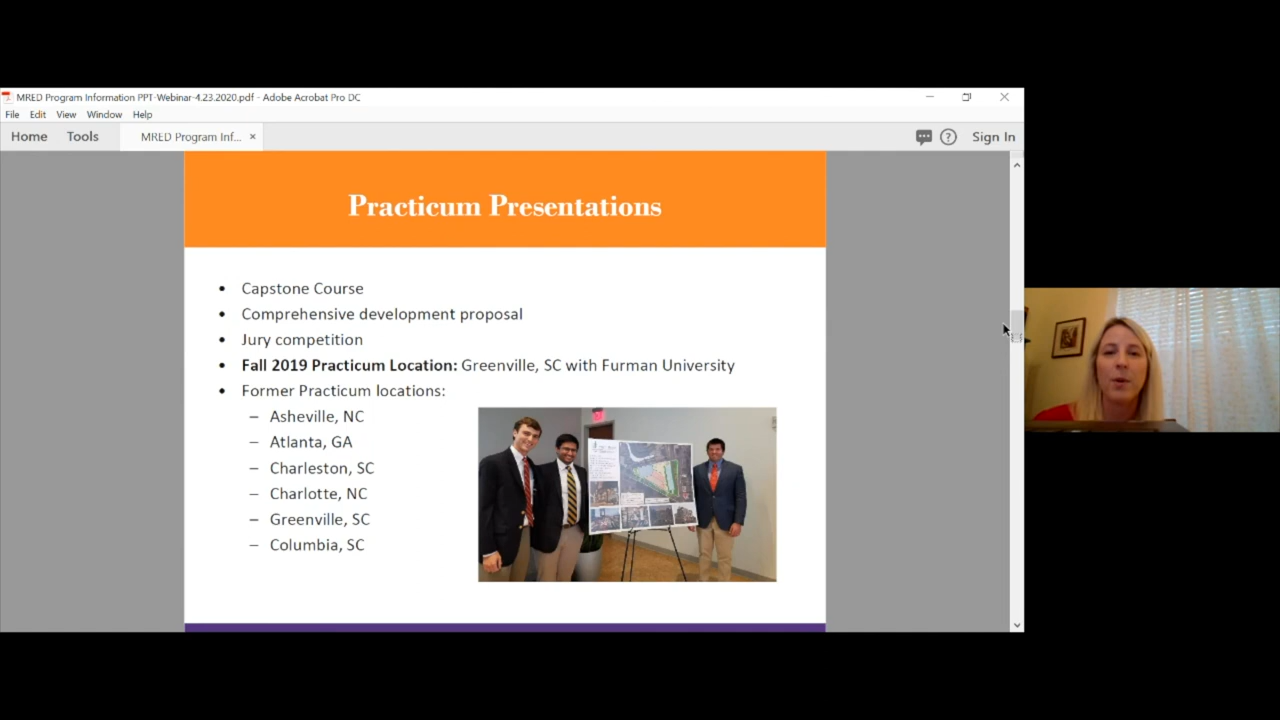 MRED Program Information PPT-Webinar-4.23.2020.pdf - Adobe Acrobat Pro DC
File Edit View Window Help
Home Tools MRED Program Inf... × Sign In
Practicum Presentations
• Capstone Course
• Comprehensive development proposal
• Jury competition
• Fall 2019 Practicum Location: Greenville, SC with Furman University
• Former Practicum locations:
– Asheville, NC
– Atlanta, GA
– Charleston, SC
– Charlotte, NC
– Greenville, SC
– Columbia, SC